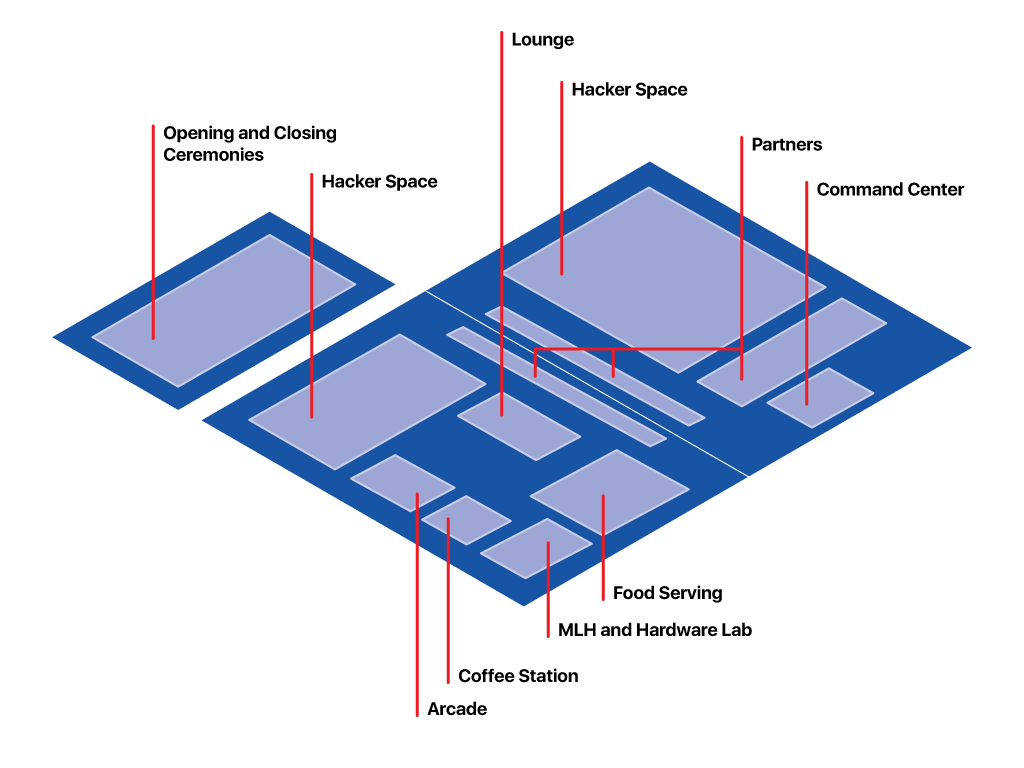 Lounge
Hacker Space
Opening and Closing
Ceremonies
Partners
Hacker Space
Command Center
Food Serving
MLH and Hardware Lab
Coffee Station
Arcade